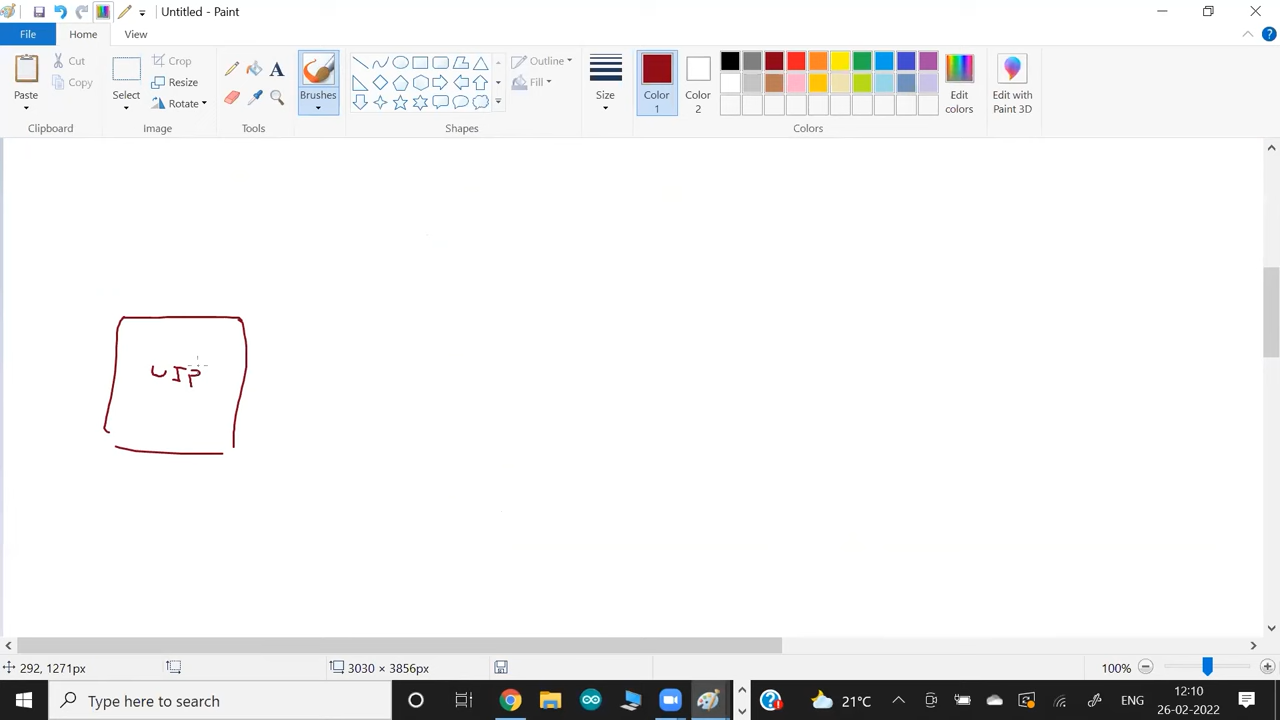 Untitled - Paint
File
Home
View
Paste
Cut
Copy
Clipboard
Select
Crop
Resize
Rotate
Image
A
Tools
Brushes
Outline
Fill
Shapes
Size
Color
1
Color
2
Edit
colors
Colors
Edit with
Paint 3D
UIP
292, 1271px
3030 × 3856px
100%
Type here to search
21°C
ENG
12:10
26-02-2022